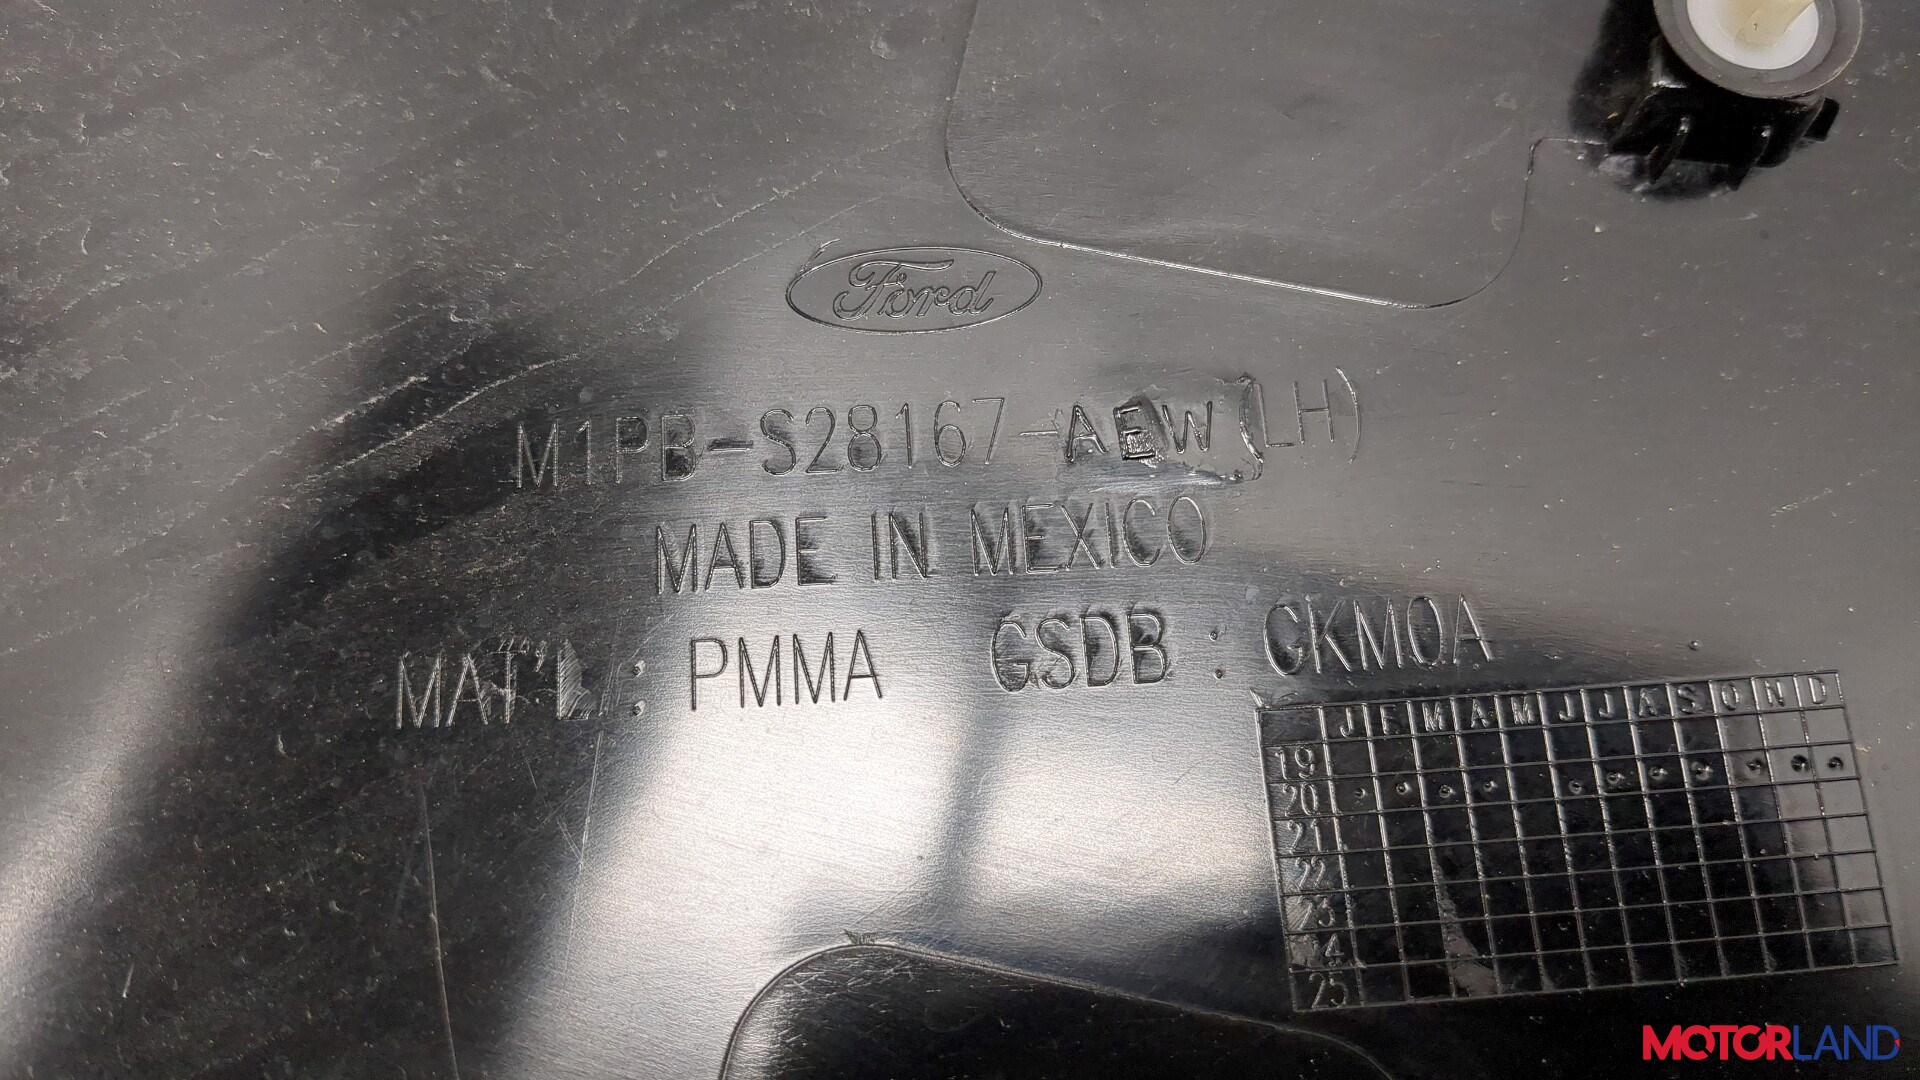 Ford
M1PB-S28167-AEW (LH)
MADE IN MEXICO
MAT'L : PMMA GSDB : CKM0A
J F M A M J J A S O N D
19
20
21
22
23
24
25
MOTORLAND